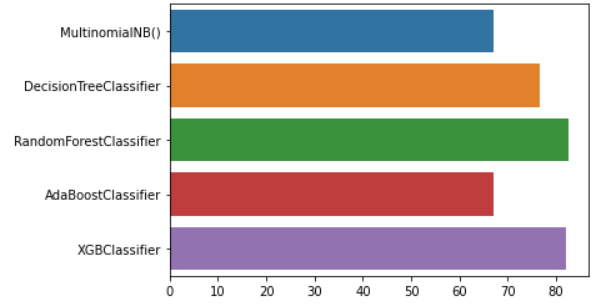 MultinomialNB()
DecisionTreeClassifier
RandomForestClassifier
AdaBoostClassifier
XGBClassifier
0 10 20 30 40 50 60 70 80